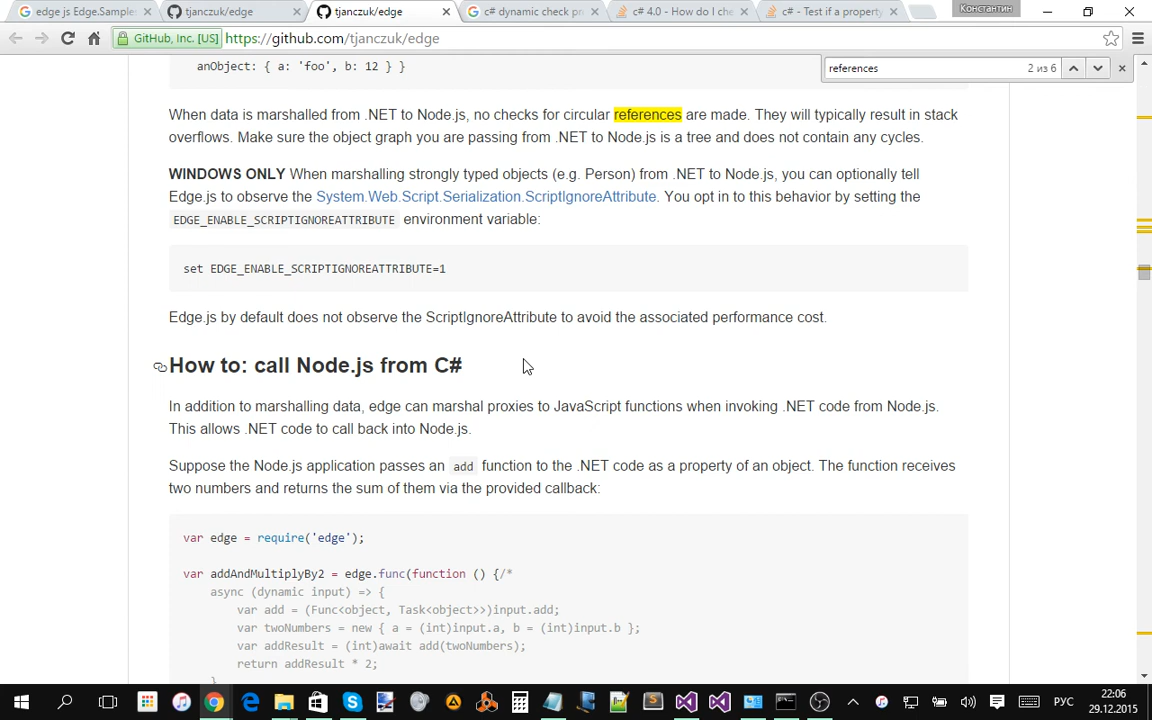 edge js Edge.Samples
tjanczuk/edge
tjanczuk/edge
c# dynamic check pr
c# 4.0 - How do I che
c# - Test if a property
Константин
GitHub, Inc. [US]
https://github.com/tjanczuk/edge
references
2 из 6
anObject: { a: 'foo', b: 12 } }
When data is marshalled from .NET to Node.js, no checks for circular references are made. They will typically result in stack
overflows. Make sure the object graph you are passing from .NET to Node.js is a tree and does not contain any cycles.
WINDOWS ONLY When marshalling strongly typed objects (e.g. Person) from .NET to Node.js, you can optionally tell
Edge.js to observe the System.Web.Script.Serialization.ScriptIgnoreAttribute. You opt in to this behavior by setting the
EDGE_ENABLE_SCRIPTIGNOREATTRIBUTE environment variable:
set EDGE_ENABLE_SCRIPTIGNOREATTRIBUTE=1
Edge.js by default does not observe the ScriptIgnoreAttribute to avoid the associated performance cost.
How to: call Node.js from C#
In addition to marshalling data, edge can marshal proxies to JavaScript functions when invoking .NET code from Node.js.
This allows .NET code to call back into Node.js.
Suppose the Node.js application passes an add function to the .NET code as a property of an object. The function receives
two numbers and returns the sum of them via the provided callback:
var edge = require('edge');
var addAndMultiplyBy2 = edge.func(function () {/*
async (dynamic input) => {
var add = (Func<object, Task<object>>)input.add;
var twoNumbers = new { a = (int)input.a, b = (int)input.b };
var addResult = (int)await add(twoNumbers);
return addResult * 2;
}
РУС
22:06
29.12.2015